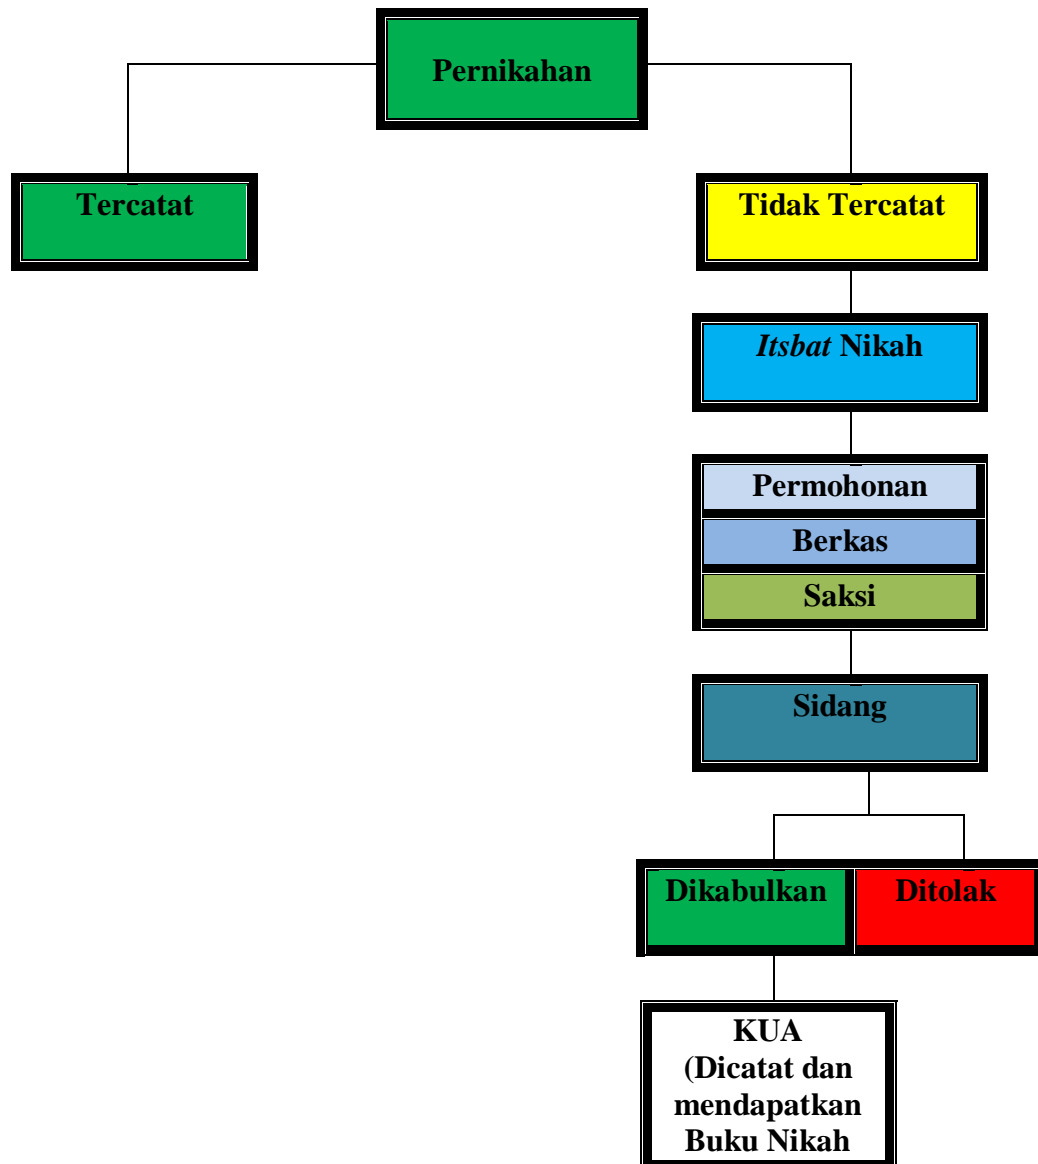 Pernikahan
Tercatat
Tidak Tercatat
Itsbat Nikah
Permohonan
Berkas
Saksi
Sidang
Dikabulkan
Ditolak
KUA
(Dicatat dan
mendapatkan
Buku Nikah